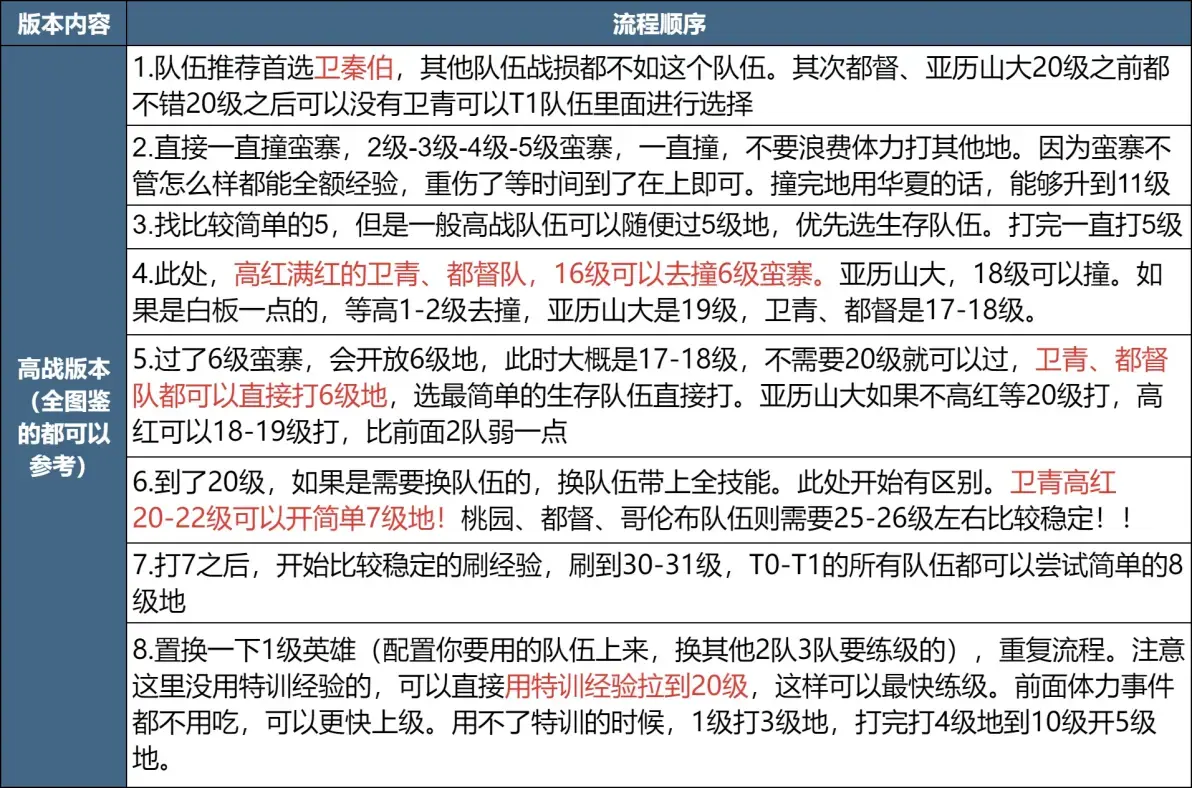 版本内容
流程顺序
高战版本
（全图鉴
的都可以
参考）
1.队伍推荐首选卫秦伯，其他队伍战损都不如这个队伍。其次都督、亚历山大20级之前都
不错20级之后可以没有卫青可以T1队伍里面进行选择
2.直接一直撞蛮寨，2级-3级-4级-5级蛮寨，一直撞，不要浪费体力打其他地。因为蛮寨不
管怎么样都能全额经验，重伤了等时间到了在上即可。撞完地用华夏的话，能够升到11级
3.找比较简单的5，但是一般高战队伍可以随便过5级地，优先选生存队伍。打完一直打5级
4.此处，高红满红的卫青、都督队，16级可以去撞6级蛮寨。亚历山大，18级可以撞。如
果是白板一点的，等高1-2级去撞，亚历山大是19级，卫青、都督是17-18级。
5.过了6级蛮寨，会开放6级地，此时大概是17-18级，不需要20级就可以过，卫青、都督
队都可以直接打6级地，选最简单的生存队伍直接打。亚历山大如果不高红等20级打，高
红可以18-19级打，比前面2队弱一点
6.到了20级，如果是需要换队伍的，换队伍带上全技能。此处开始有区别。卫青高红
20-22级可以开简单7级地！桃园、都督、哥伦布队伍则需要25-26级左右比较稳定！！
7.打7之后，开始比较稳定的刷经验，刷到30-31级，T0-T1的所有队伍都可以尝试简单的8
级地
8.置换一下1级英雄（配置你要用的队伍上来，换其他2队3队要练级的），重复流程。注意
这里没用特训经验的，可以直接用特训经验拉到20级，这样可以最快练级。前面体力事件
都不用吃，可以更快上级。用不了特训的时候，1级打3级地，打完打4级地到10级开5级
地。